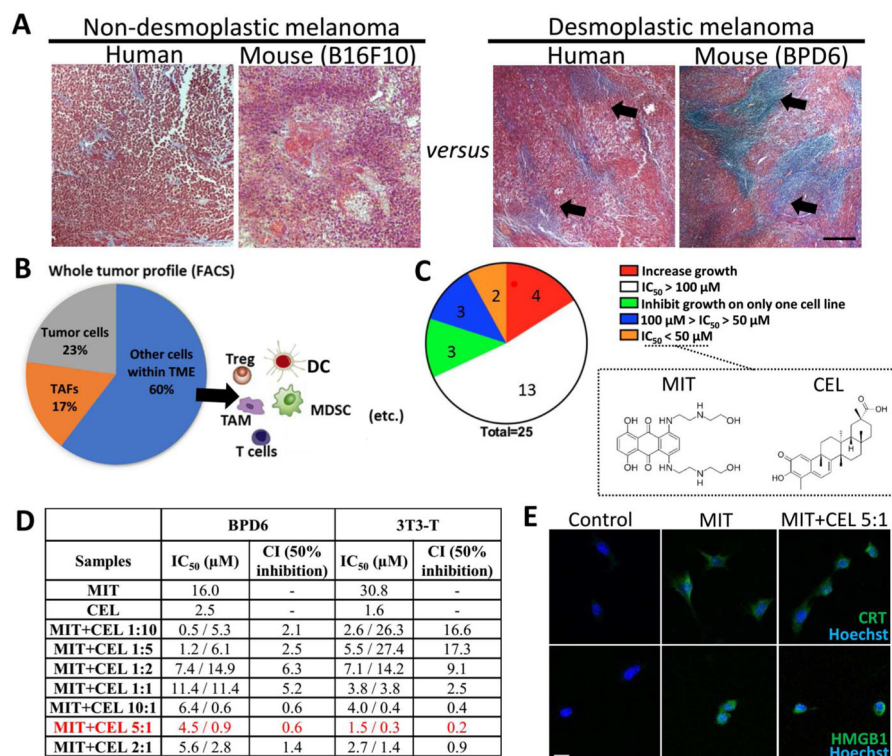 A
Non-desmoplastic melanoma
Human
Mouse (B16F10)
versus
Desmoplastic melanoma
Human
Mouse (BPD6)
B
Whole tumor profile (FACS)
Tumor cells
23%
TAFs
17%
Other cells
within TME
60%
Treg
DC
TAM
MDSC
T cells
(etc.)
C
2
4
3
3
13
Total=25
Increase growth
IC50 > 100 µM
Inhibit growth on only one cell line
100 µM > IC50 > 50 µM
IC50 < 50 µM
MIT
CEL
OH O HN N H OH
OH O HN N H OH
O OH
O
HO
H
D
BPD6 3T3-T
Samples IC50 (µM) CI (50% inhibition) IC50 (µM) CI (50% inhibition)
MIT 16.0 - 30.8 -
CEL 2.5 - 1.6 -
MIT+CEL 1:10 0.5 / 5.3 2.1 2.6 / 26.3 16.6
MIT+CEL 1:5 1.2 / 6.1 2.5 5.5 / 27.4 17.3
MIT+CEL 1:2 7.4 / 14.9 6.3 7.1 / 14.2 9.1
MIT+CEL 1:1 11.4 / 11.4 5.2 3.8 / 3.8 2.5
MIT+CEL 10:1 6.4 / 0.6 0.6 4.0 / 0.4 0.4
MIT+CEL 5:1 4.5 / 0.9 0.6 1.5 / 0.3 0.2
MIT+CEL 2:1 5.6 / 2.8 1.4 2.7 / 1.4 0.9
E
Control
MIT
MIT+CEL 5:1
CRT
Hoechst
HMGB1
Hoechst